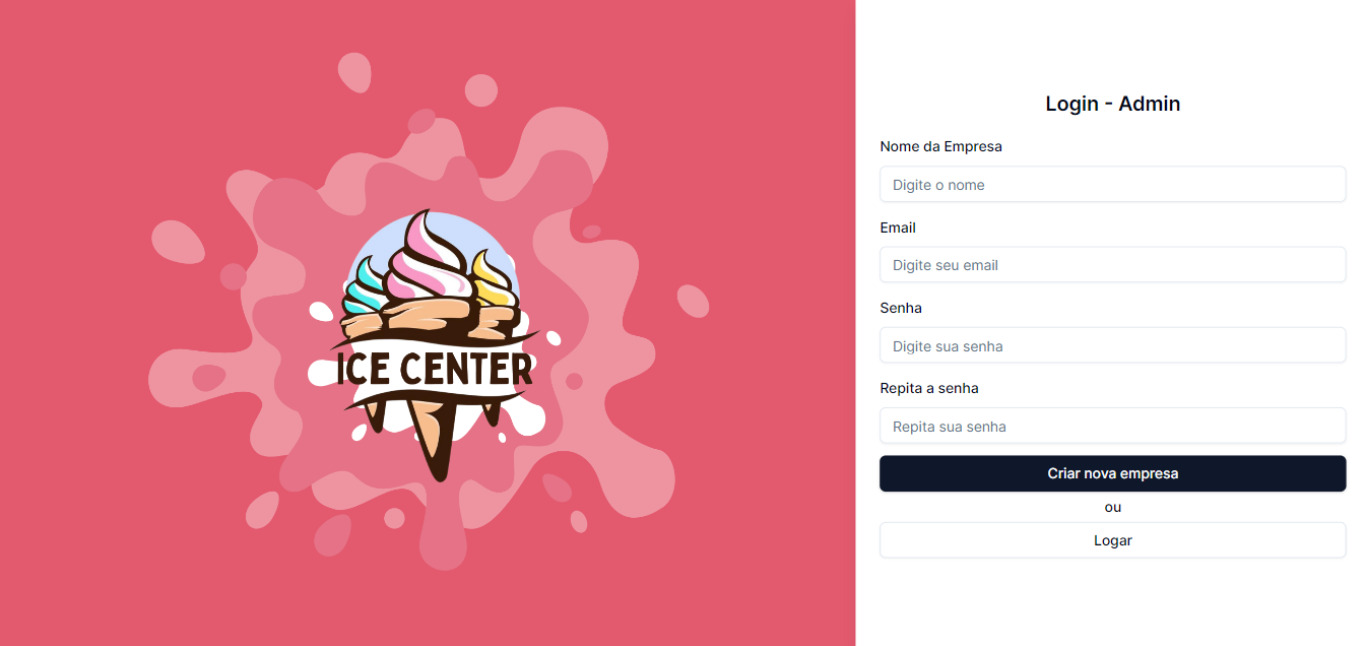 ICE CENTER
Login - Admin
Nome da Empresa
Digite o nome
Email
Digite seu email
Senha
Digite sua senha
Repita a senha
Repita sua senha
Criar nova empresa
ou
Logar